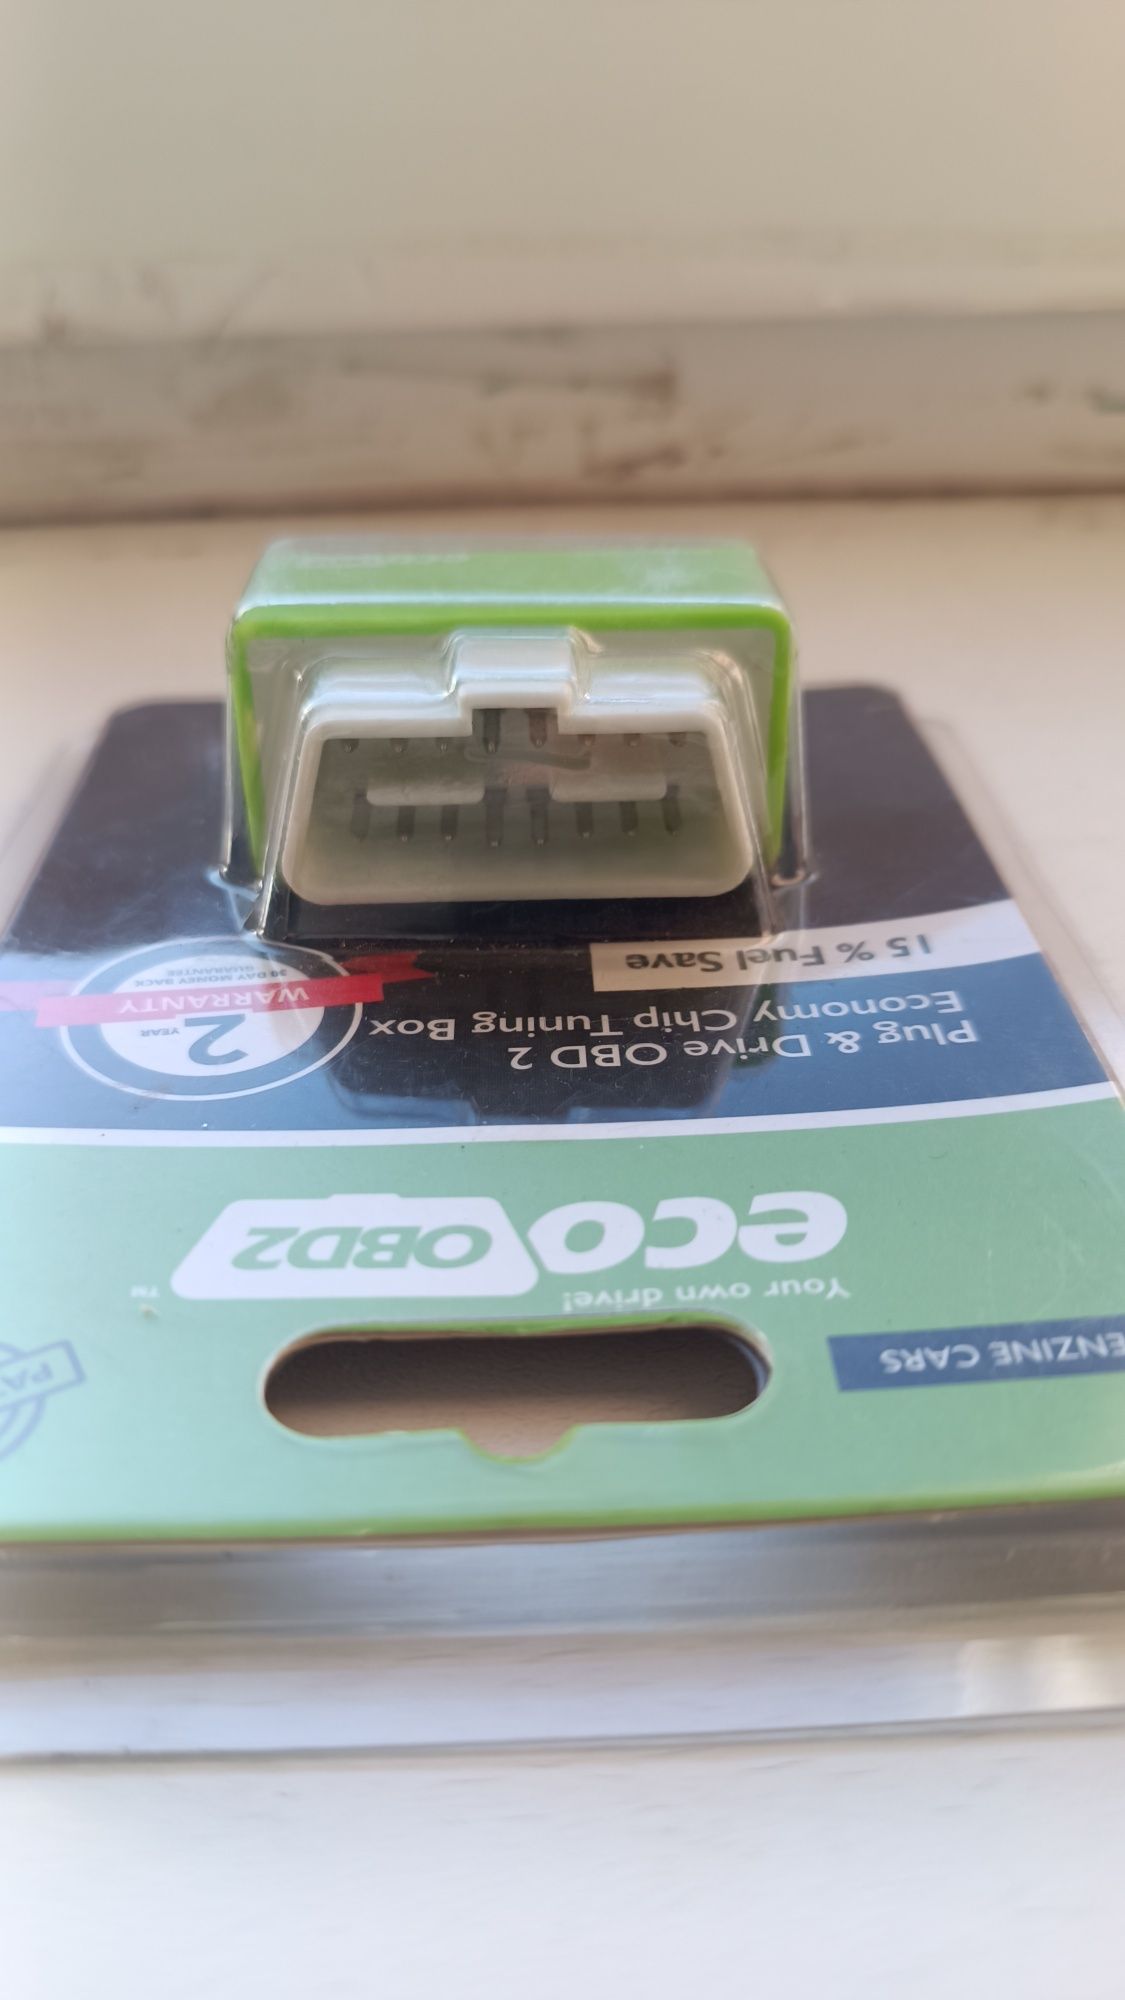 ENZINE CARS
Your own drive!
eco OBD2 ™
Plug & Drive OBD 2
Economy Chip Tuning Box
15 % Fuel Save
2
YEAR
WARRANTY
30 DAY MONEY BACK
GUARANTEE